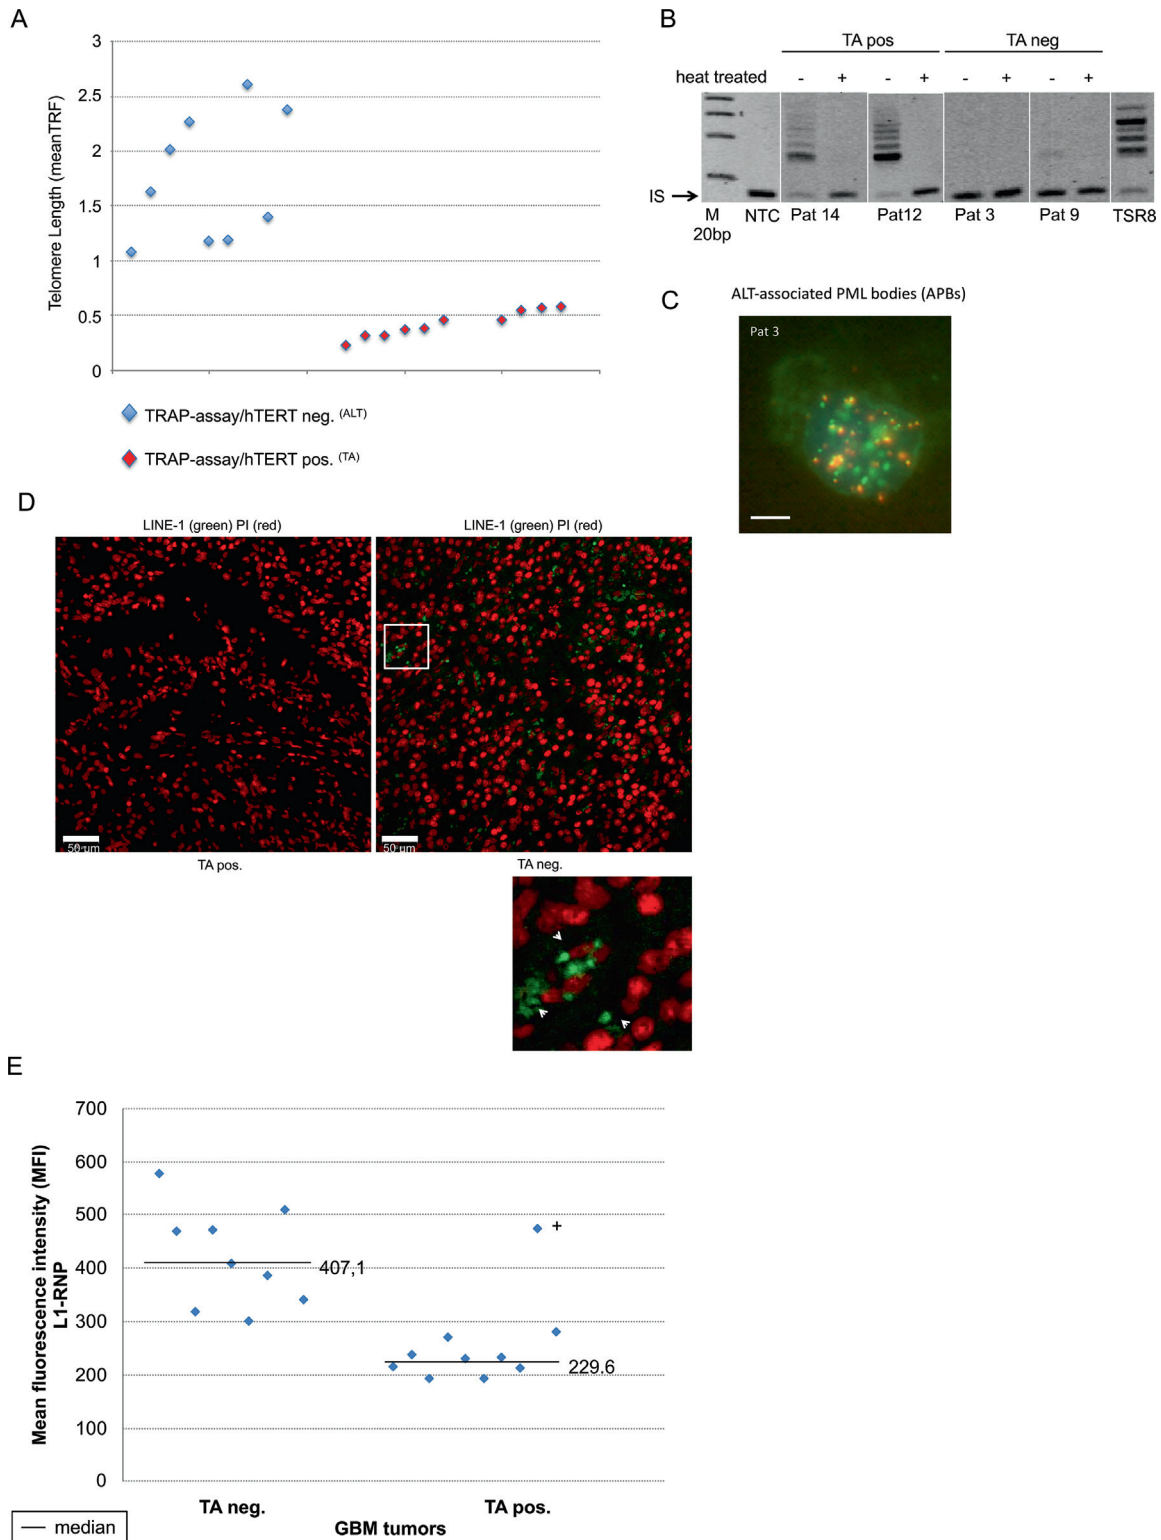 A
3
2.5
2
1.5
1
0.5
0
Telomere Length (meanTRF)
TRAP-assay/hTERT neg. (ALT)
TRAP-assay/hTERT pos. (TA)
B
TA pos
TA neg
heat treated
- + - + - + - +
IS
M
20bp
NTC
Pat 14
Pat12
Pat 3
Pat 9
TSR8
C
ALT-associated PML bodies (APBs)
Pat 3
D
LINE-1 (green) PI (red)
LINE-1 (green) PI (red)
50 µm
50 µm
TA pos.
TA neg.
E
700
600
500
400
300
200
100
0
Mean fluorescence intensity (MFI)
L1-RNP
407,1
+
229.6
TA neg.
TA pos.
GBM tumors
median